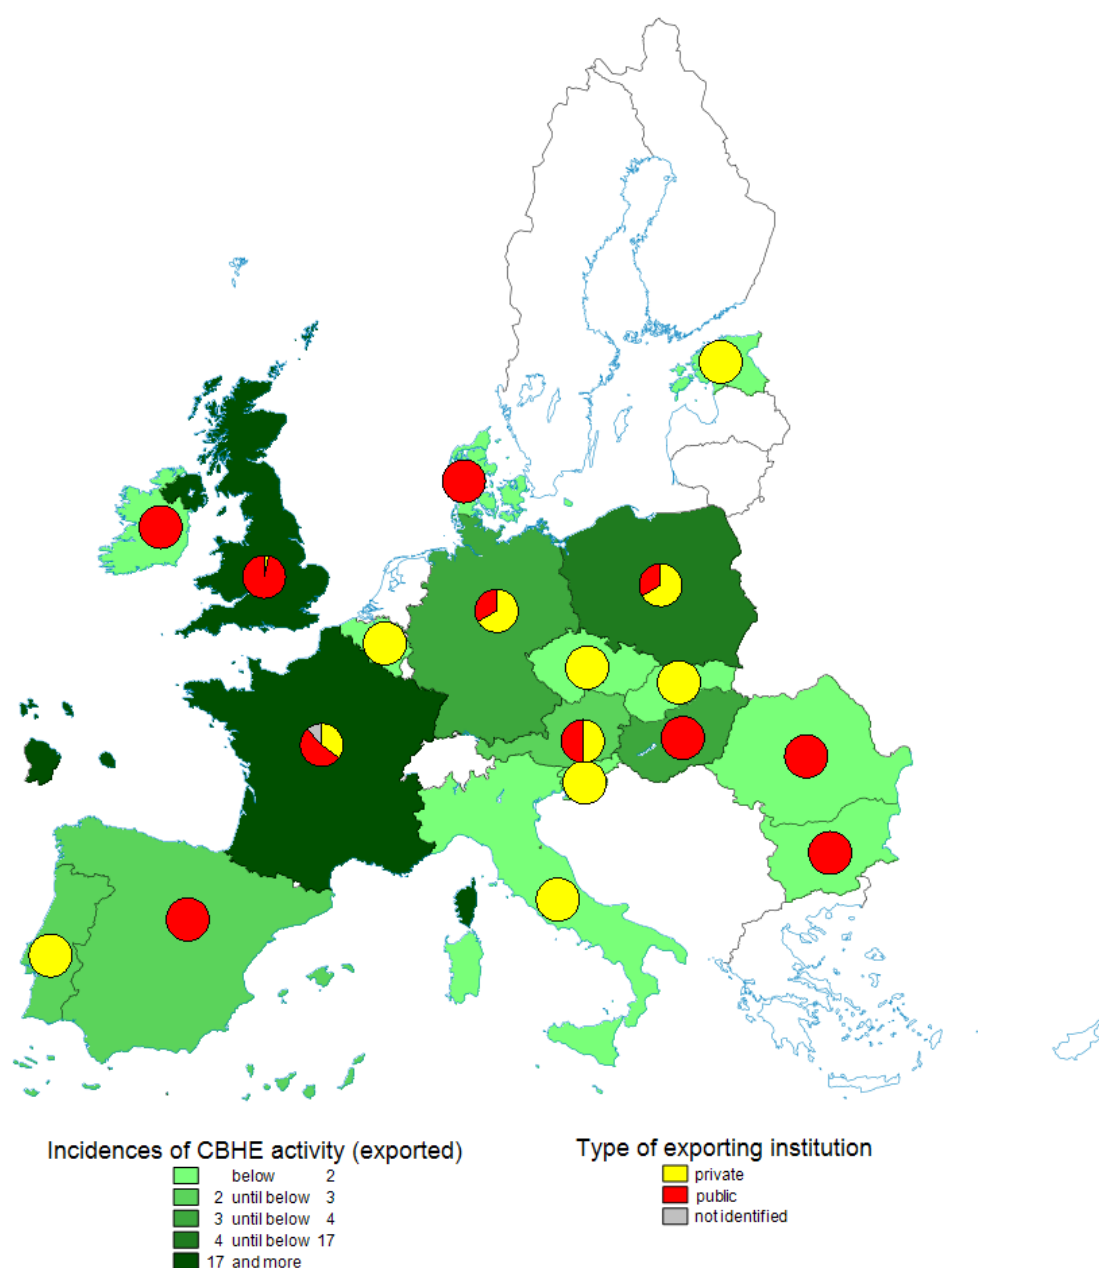 Incidences of CBHE activity (exported)
below 2
2 until below 3
3 until below 4
4 until below 17
17 and more
Type of exporting institution
private
public
not identified